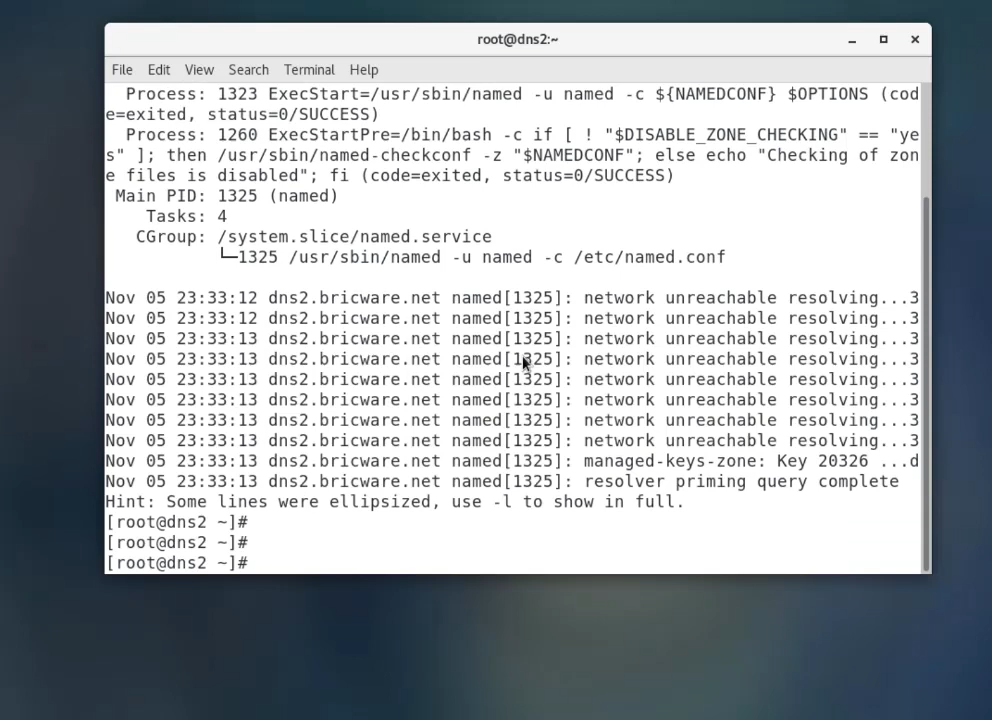 root@dns2:~
File Edit View Search Terminal Help
Process: 1323 ExecStart=/usr/sbin/named -u named -c ${NAMEDCONF} $OPTIONS (cod
e=exited, status=0/SUCCESS)
Process: 1260 ExecStartPre=/bin/bash -c if [ ! "$DISABLE_ZONE_CHECKING" == "ye
s" ]; then /usr/sbin/named-checkconf -z "$NAMEDCONF"; else echo "Checking of zon
e files is disabled"; fi (code=exited, status=0/SUCCESS)
Main PID: 1325 (named)
Tasks: 4
CGroup: /system.slice/named.service
└─1325 /usr/sbin/named -u named -c /etc/named.conf
Nov 05 23:33:12 dns2.bricware.net named[1325]: network unreachable resolving...3
Nov 05 23:33:12 dns2.bricware.net named[1325]: network unreachable resolving...3
Nov 05 23:33:13 dns2.bricware.net named[1325]: network unreachable resolving...3
Nov 05 23:33:13 dns2.bricware.net named[1325]: network unreachable resolving...3
Nov 05 23:33:13 dns2.bricware.net named[1325]: network unreachable resolving...3
Nov 05 23:33:13 dns2.bricware.net named[1325]: network unreachable resolving...3
Nov 05 23:33:13 dns2.bricware.net named[1325]: network unreachable resolving...3
Nov 05 23:33:13 dns2.bricware.net named[1325]: network unreachable resolving...3
Nov 05 23:33:13 dns2.bricware.net named[1325]: managed-keys-zone: Key 20326 ...d
Nov 05 23:33:13 dns2.bricware.net named[1325]: resolver priming query complete
Hint: Some lines were ellipsized, use -l to show in full.
[root@dns2 ~]#
[root@dns2 ~]#
[root@dns2 ~]#